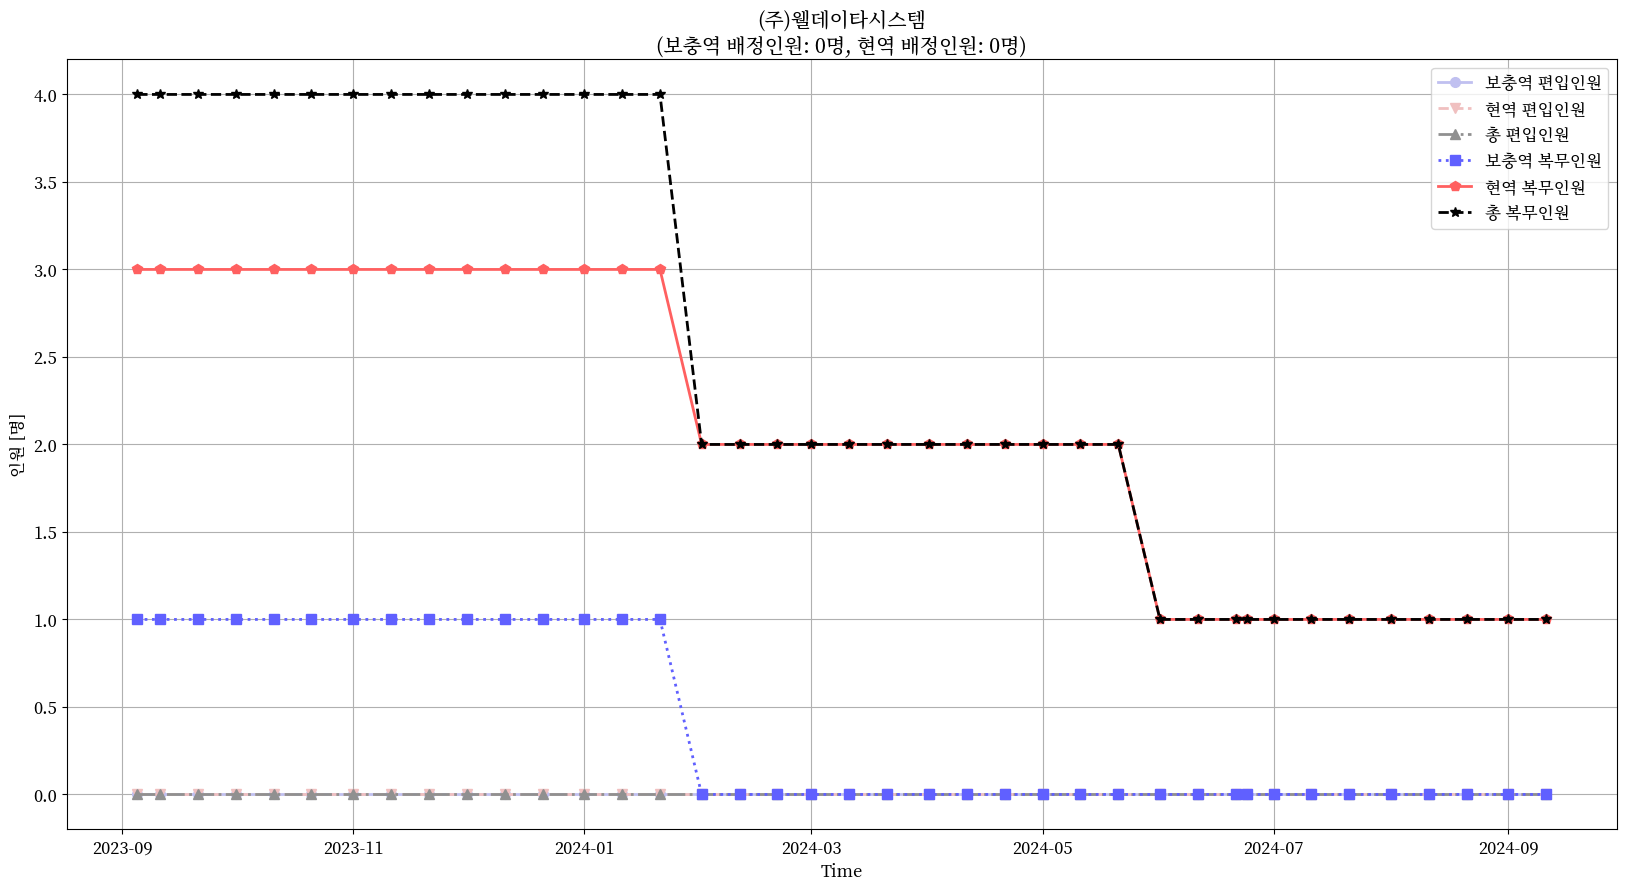 (주)웰데이타시스템
(보충역 배정인원: 0명, 현역 배정인원: 0명)
보충역 편입인원
현역 편입인원
총 편입인원
보충역 복무인원
현역 복무인원
총 복무인원
4.0
3.5
3.0
2.5
2.0
1.5
1.0
0.5
0.0
인원 [명]
2023-09 2023-11 2024-01 2024-03 2024-05 2024-07 2024-09
Time